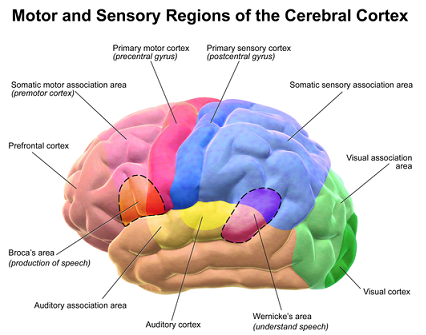 Motor and Sensory Regions of the Cerebral Cortex
Primary motor cortex
(precentral gyrus)
Primary sensory cortex
(postcentral gyrus)
Somatic motor association area
(premotor cortex)
Somatic sensory association area
Prefrontal cortex
Visual association
area
Broca's area
(production of speech)
Visual cortex
Auditory association area
Auditory cortex
Wernicke's area
(understand speech)